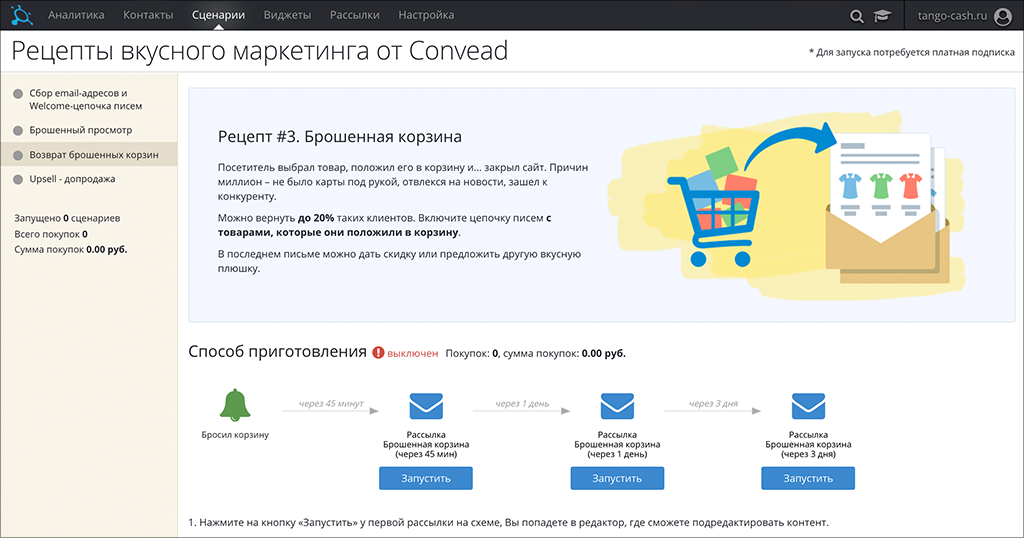 Аналитика Контакты Сценарии Виджеты Рассылки Настройка tango-cash.ru
Рецепты вкусного маркетинга от Convead
* Для запуска потребуется платная подписка
Сбор email-адресов и
Welcome-цепочка писем
Брошенный просмотр
Возврат брошенных корзин
Upsell - допродажа
Запущено 0 сценариев
Всего покупок 0
Сумма покупок 0.00 руб.
Рецепт #3. Брошенная корзина
Посетитель выбрал товар, положил его в корзину и... закрыл сайт. Причин
миллион – не было карты под рукой, отвлекся на новости, зашел к
конкуренту.
Можно вернуть до 20% таких клиентов. Включите цепочку писем с
товарами, которые они положили в корзину.
В последнем письме можно дать скидку или предложить другую вкусную
плюшку.
Способ приготовления выключен Покупок: 0, сумма покупок: 0.00 руб.
через 45 минут через 1 день через 3 дня
Бросил корзину Рассылка Рассылка Рассылка
Брошенная корзина Брошенная корзина Брошенная корзина
(через 45 мин) (через 1 день) (через 3 дня)
Запустить Запустить Запустить
1. Нажмите на кнопку «Запустить» у первой рассылки на схеме, Вы попадете в редактор, где сможете подредактировать контент.